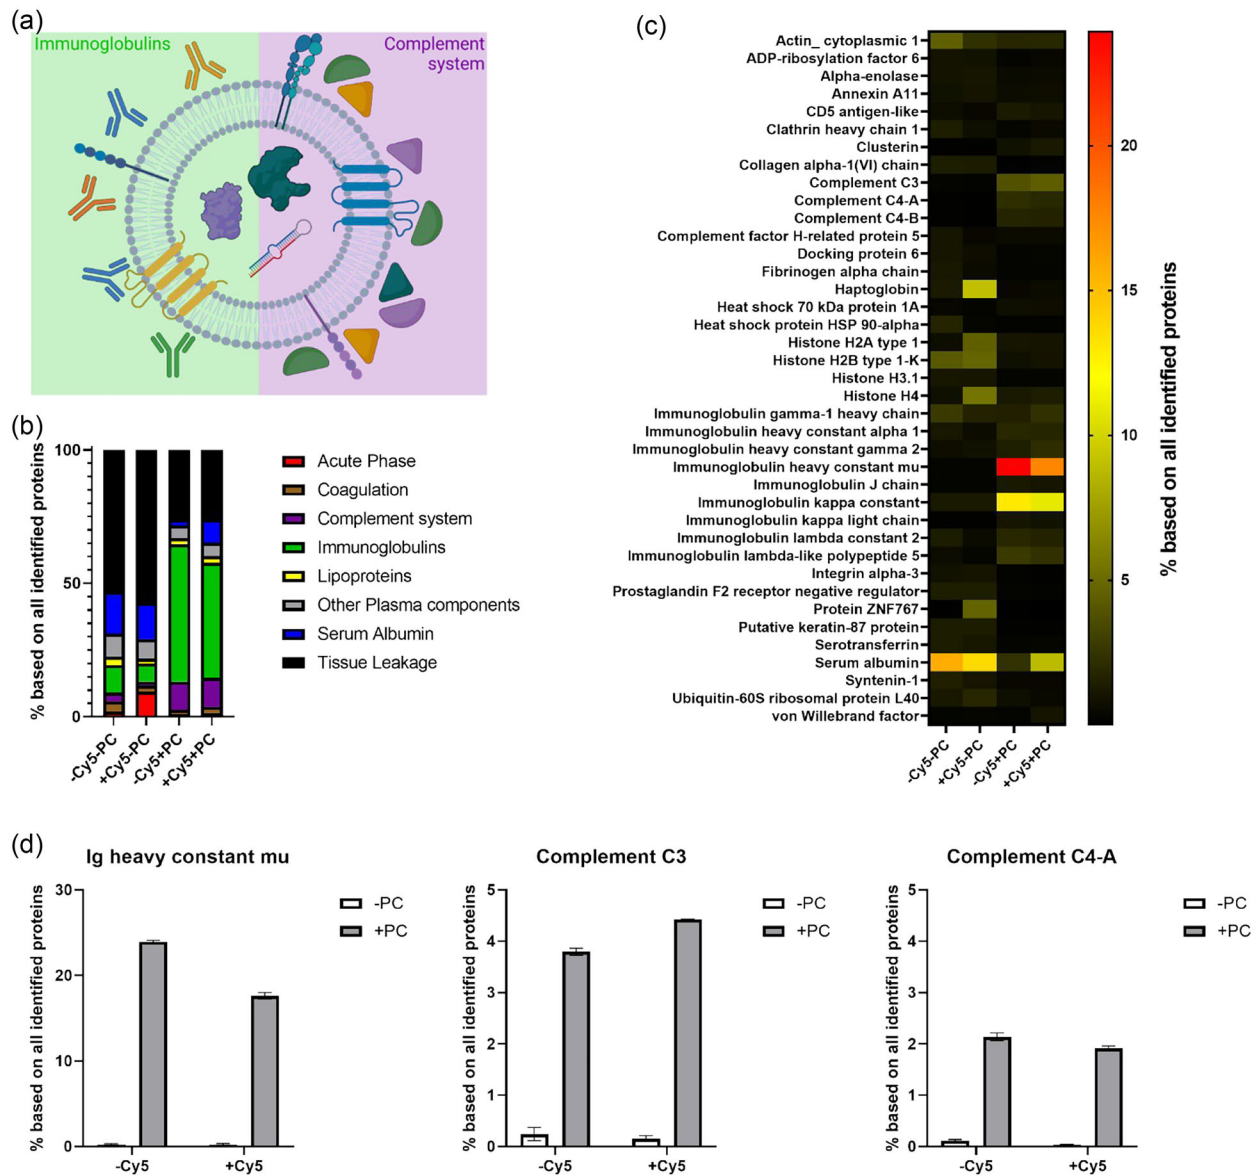 (a)
Immunoglobulins
Complement
system
(b)
% based on all identified proteins
100
50
0
-Cy5-PC
+Cy5-PC
-Cy5+PC
+Cy5+PC
Acute Phase
Coagulation
Complement system
Immunoglobulins
Lipoproteins
Other Plasma components
Serum Albumin
Tissue Leakage
(c)
Actin_ cytoplasmic 1
ADP-ribosylation factor 6
Alpha-enolase
Annexin A11
CD5 antigen-like
Clathrin heavy chain 1
Clusterin
Collagen alpha-1(VI) chain
Complement C3
Complement C4-A
Complement C4-B
Complement factor H-related protein 5
Docking protein 6
Fibrinogen alpha chain
Haptoglobin
Heat shock 70 kDa protein 1A
Heat shock protein HSP 90-alpha
Histone H2A type 1
Histone H2B type 1-K
Histone H3.1
Histone H4
Immunoglobulin gamma-1 heavy chain
Immunoglobulin heavy constant alpha 1
Immunoglobulin heavy constant gamma 2
Immunoglobulin heavy constant mu
Immunoglobulin J chain
Immunoglobulin kappa constant
Immunoglobulin kappa light chain
Immunoglobulin lambda constant 2
Immunoglobulin lambda-like polypeptide 5
Integrin alpha-3
Prostaglandin F2 receptor negative regulator
Protein ZNF767
Putative keratin-87 protein
Serotransferrin
Serum albumin
Syntenin-1
Ubiquitin-60S ribosomal protein L40
von Willebrand factor
-Cy5-PC
+Cy5-PC
-Cy5+PC
+Cy5+PC
20
15
10
5
% based on all identified proteins
(d)
Ig heavy constant mu
% based on all identified proteins
30
20
10
0
-Cy5
+Cy5
-PC
+PC
Complement C3
% based on all identified proteins
5
4
3
2
1
0
-Cy5
+Cy5
-PC
+PC
Complement C4-A
% based on all identified proteins
5
4
3
2
1
0
-Cy5
+Cy5
-PC
+PC